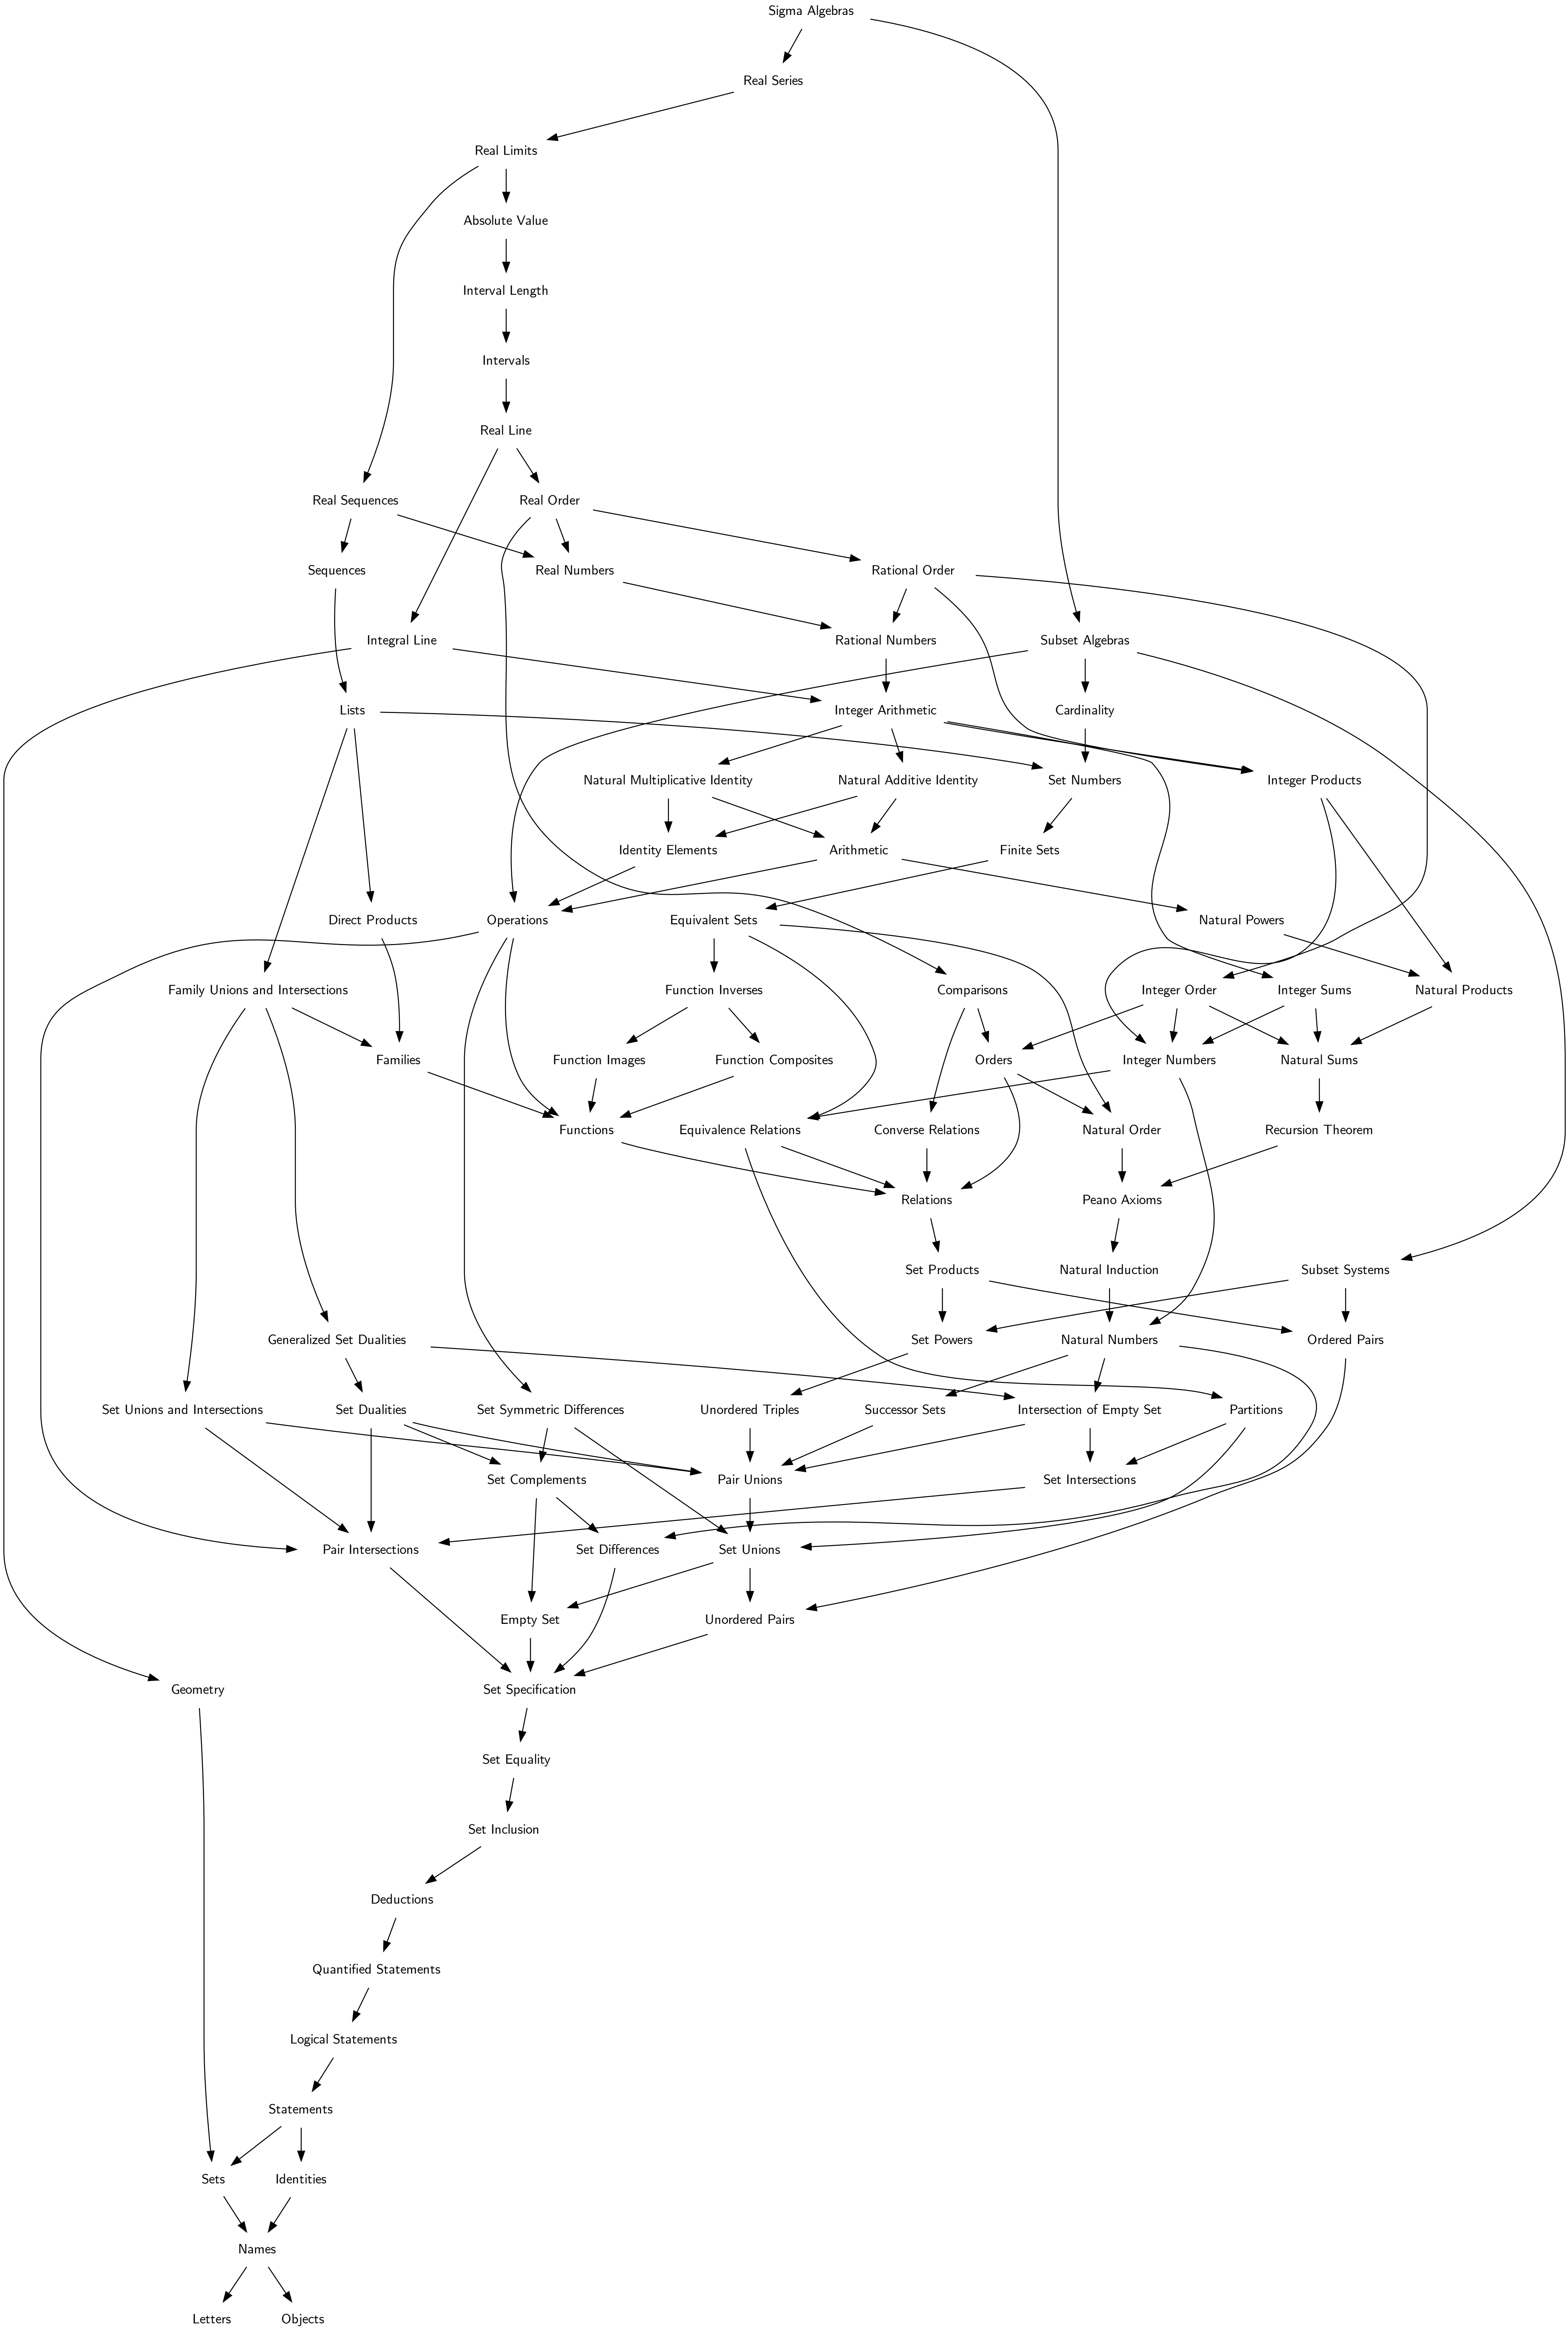 Sigma Algebras
Real Series
Real Limits
Absolute Value
Interval Length
Intervals
Real Line
Real Sequences
Real Order
Sequences
Real Numbers
Rational Order
Integral Line
Rational Numbers
Subset Algebras
Lists
Integer Arithmetic
Cardinality
Natural Multiplicative Identity
Natural Additive Identity
Set Numbers
Integer Products
Identity Elements
Arithmetic
Finite Sets
Direct Products
Operations
Equivalent Sets
Natural Powers
Family Unions and Intersections
Function Inverses
Comparisons
Integer Order
Integer Sums
Natural Products
Families
Function Images
Function Composites
Orders
Integer Numbers
Natural Sums
Functions
Equivalence Relations
Converse Relations
Natural Order
Recursion Theorem
Relations
Peano Axioms
Set Products
Natural Induction
Subset Systems
Generalized Set Dualities
Set Powers
Natural Numbers
Ordered Pairs
Set Unions and Intersections
Set Dualities
Set Symmetric Differences
Unordered Triples
Successor Sets
Intersection of Empty Set
Partitions
Set Complements
Pair Unions
Set Intersections
Pair Intersections
Set Differences
Set Unions
Empty Set
Unordered Pairs
Geometry
Set Specification
Set Equality
Set Inclusion
Deductions
Quantified Statements
Logical Statements
Statements
Sets
Identities
Names
Letters
Objects